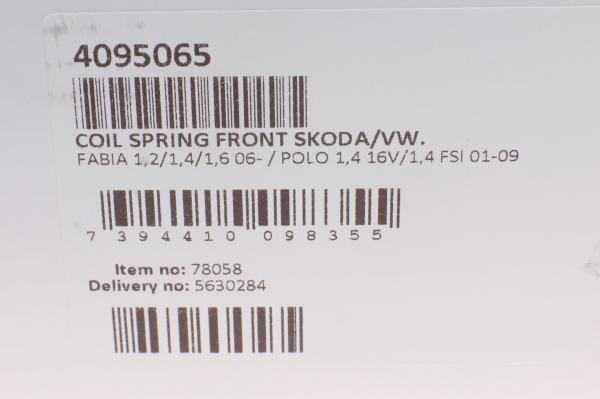 4095065
COIL SPRING FRONT SKODA/VW.
FABIA 1,2/1,4/1,6 06- / POLO 1,4 16V/1,4 FSI 01-09
7 394410 098355
Item no: 78058
Delivery no: 5630284